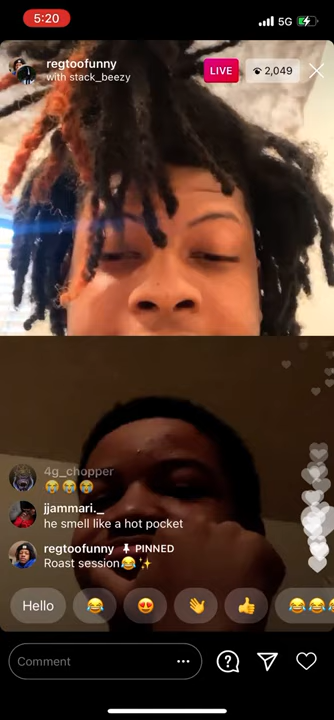 5:20
5G
regtoofunny
with stack_beezy
LIVE
2,049
4g_chopper
😭😭😭
jjammari._
he smell like a hot pocket
regtoofunny PINNED
Roast session😂✨
Hello 😂 😍 👋 👍 😂😂😂
Comment